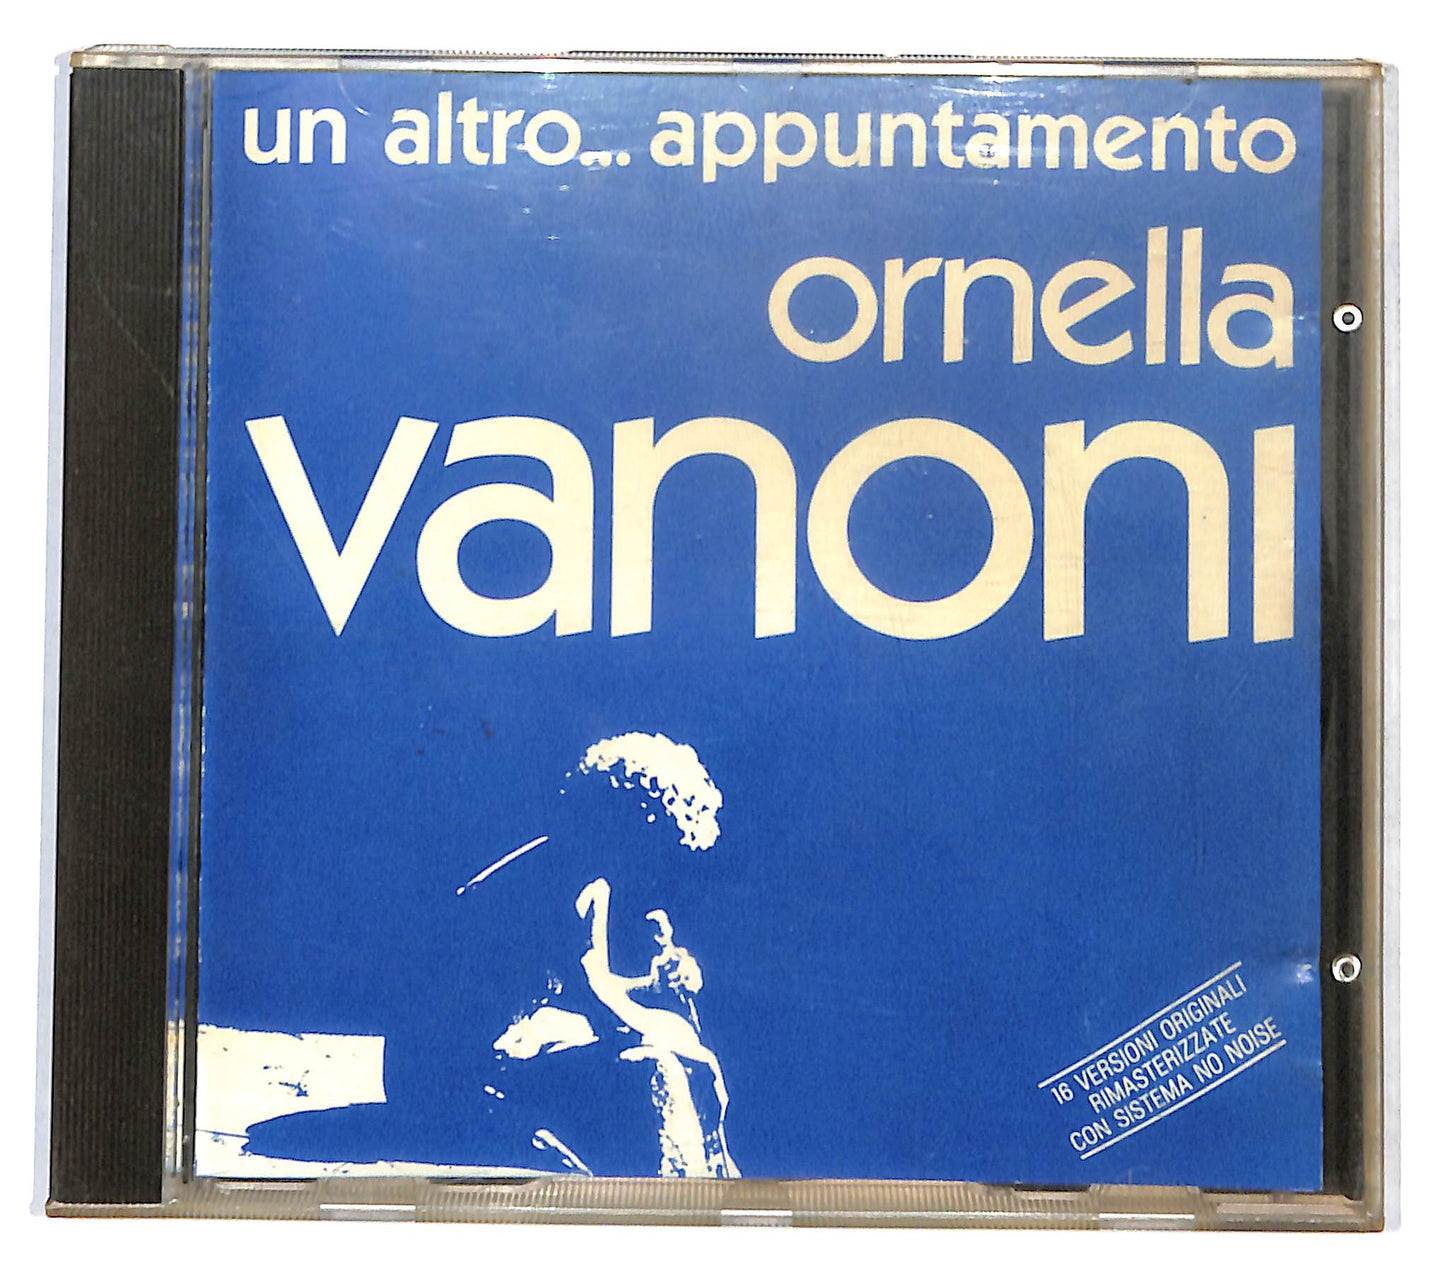 un altro... appuntamento
ornella
vanoni
16 VERSIONI ORIGINALI
RIMASTERIZZATE
CON SISTEMA NO NOISE